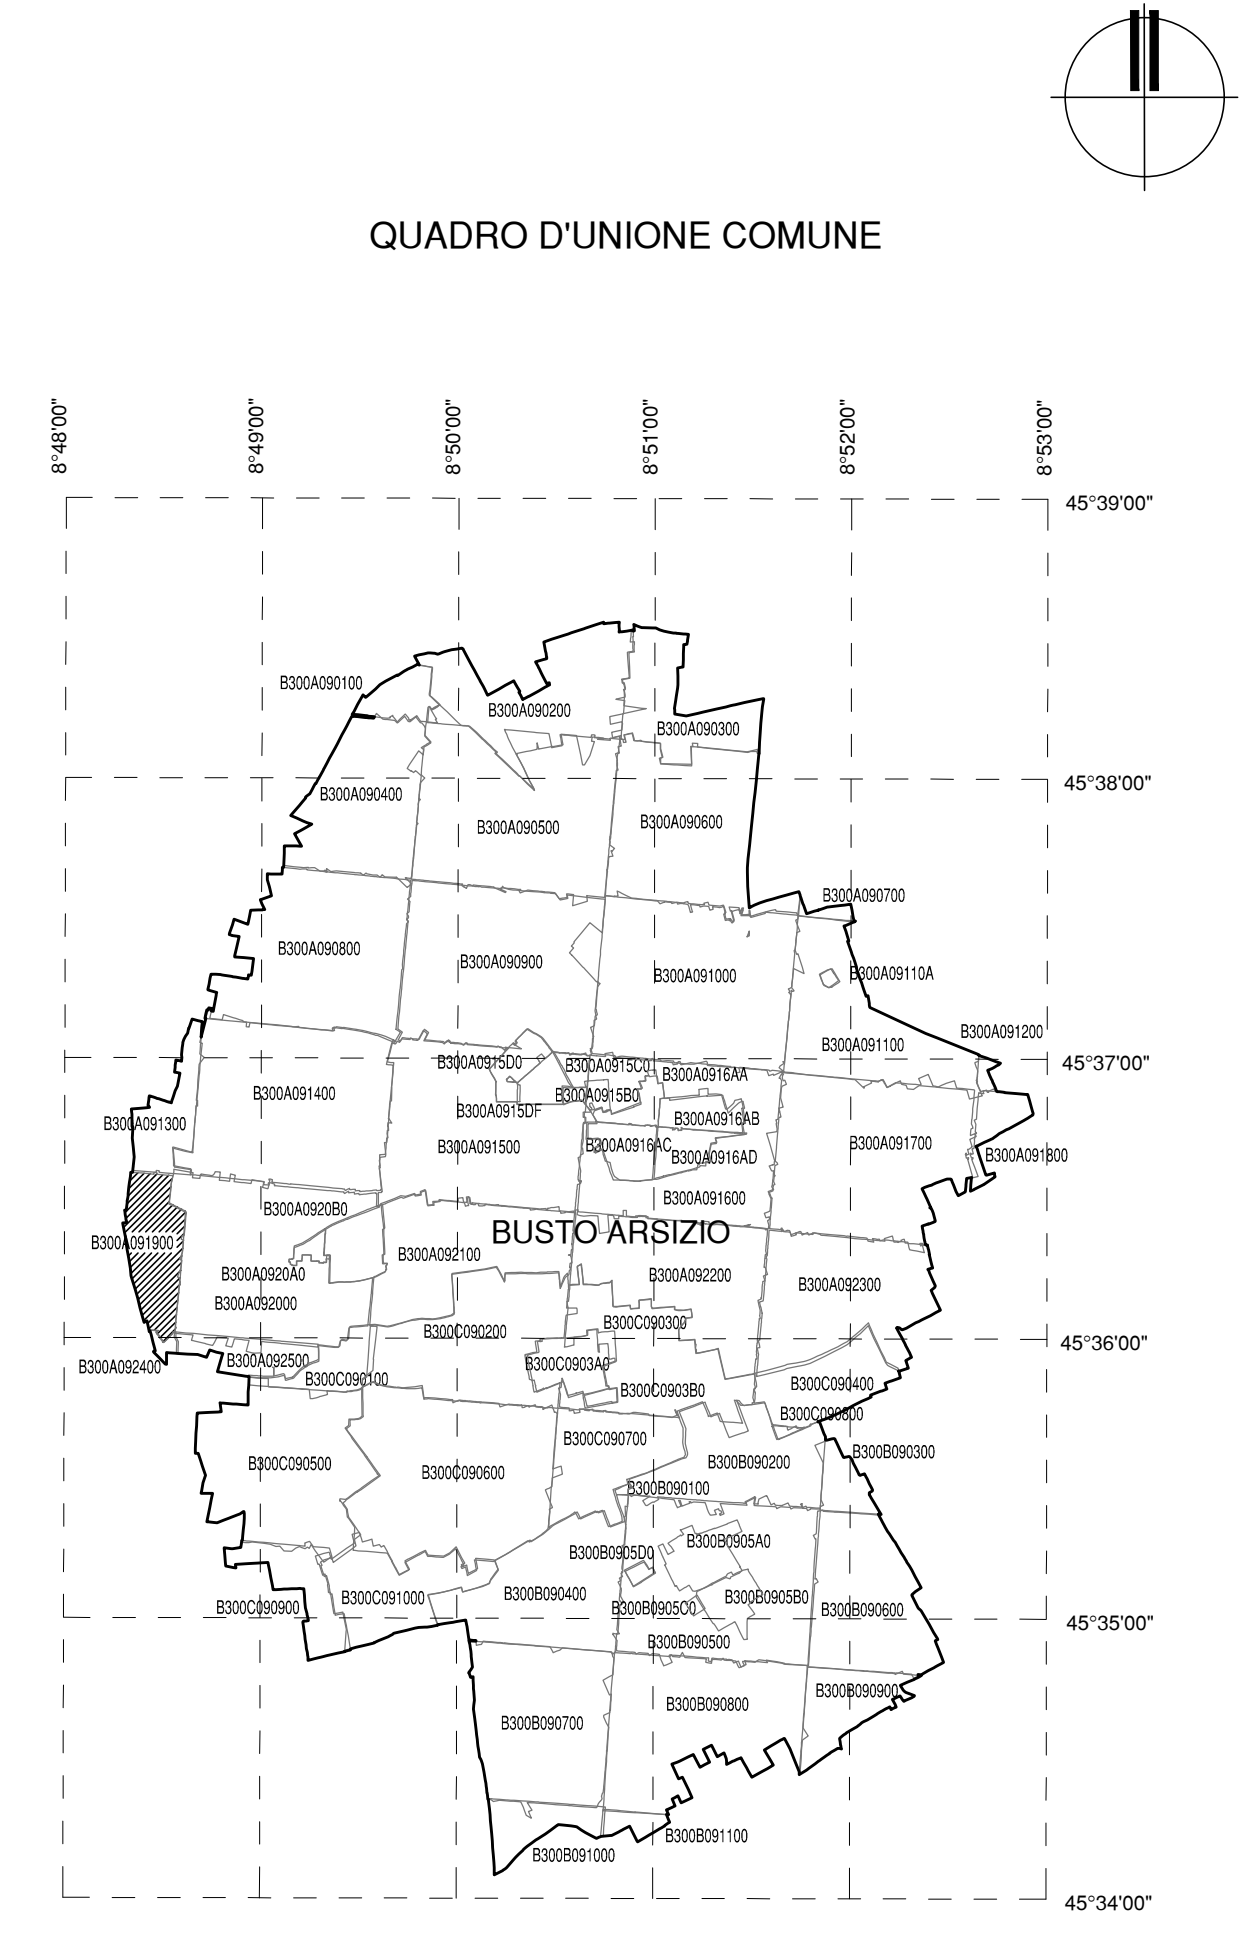 QUADRO D'UNIONE COMUNE
8°48'00"
8°49'00"
8°50'00"
8°51'00"
8°52'00"
8°53'00"
45°39'00"
B300A090100
B300A090200
B300A090300
45°38'00"
B300A090400
B300A090500
B300A090600
B300A090700
B300A090800
B300A090900
B300A091000
B300A09110A
B300A091200
B300A091100
45°37'00"
B300A0915D0
B300A0915C0
B300A0916AA
B300A091400
B300A0915B0
B300A0915DF
B300A0916AB
B300A091300
B300A091500
B300A0916AC
B300A0916AD
B300A091700
B300A091800
B300A091600
B300A0920B0
BUSTO ARSIZIO
B300A091900
B300A092100
B300A0920A0
B300A092200
B300A092300
B300A092000
B300C090300
B300C090200
45°36'00"
B300A092400
B300A092500
B300C0903A0
B300C090100
B300C0903B0
B300C090400
B300C090800
B300C090700
B300B090300
B300C090500
B300C090600
B300B090200
B300B090100
B300B0905A0
B300B0905D0
B300B090400
B300C091000
B300B0905B0
B300C090900
B300B0905C0
B300B090600
45°35'00"
B300B090500
B300B090900
B300B090800
B300B090700
B300B091100
B300B091000
45°34'00"